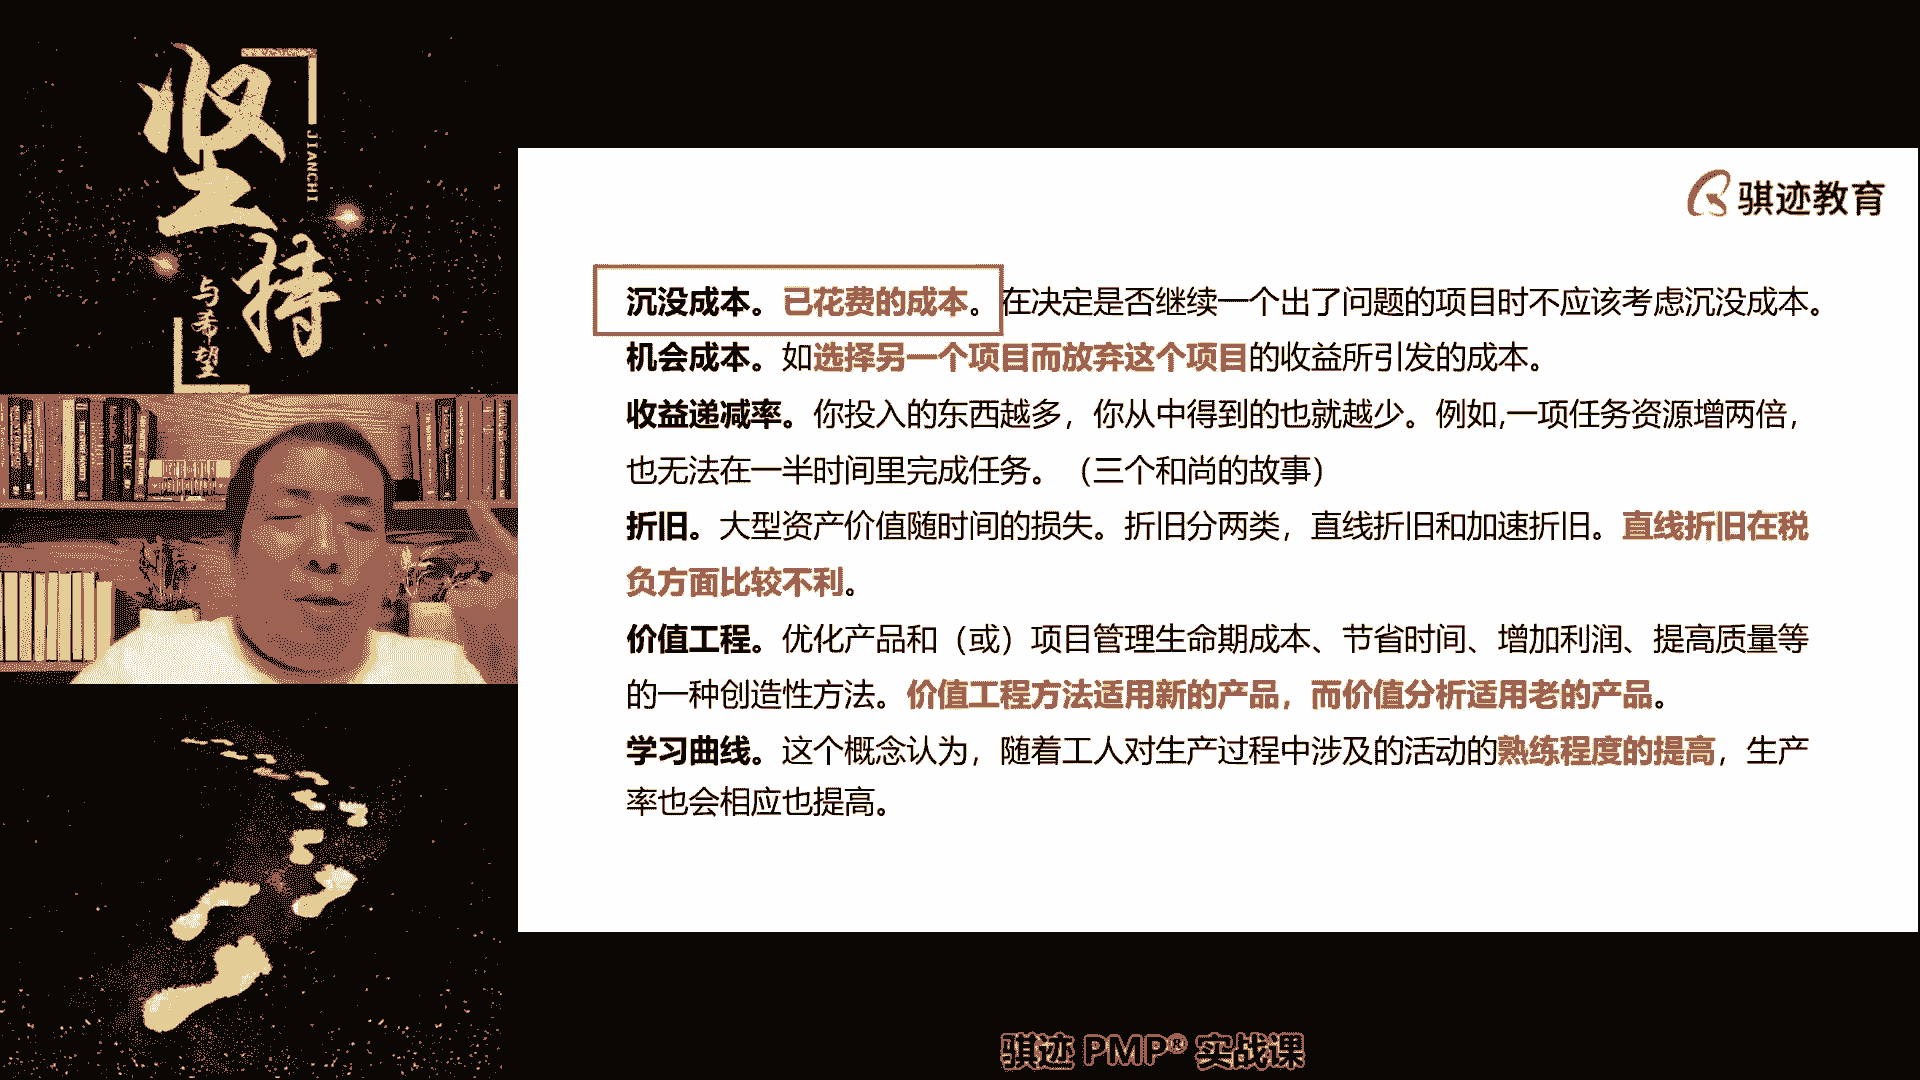 坚持
JIANCHI
与希望
骐迹教育
沉没成本。已花费的成本。在决定是否继续一个出了问题的项目时不应该考虑沉没成本。
机会成本。如选择另一个项目而放弃这个项目的收益所引发的成本。
收益递减率。你投入的东西越多，你从中得到的也就越少。例如,一项任务资源增两倍，
也无法在一半时间里完成任务。（三个和尚的故事）
折旧。大型资产价值随时间的损失。折旧分两类，直线折旧和加速折旧。直线折旧在税
负方面比较不利。
价值工程。优化产品和（或）项目管理生命期成本、节省时间、增加利润、提高质量等
的一种创造性方法。价值工程方法适用新的产品，而价值分析适用老的产品。
学习曲线。这个概念认为，随着工人对生产过程中涉及的活动的熟练程度的提高，生产
率也会相应也提高。
骐迹 PMP® 实战课